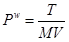 P^w = T / MV